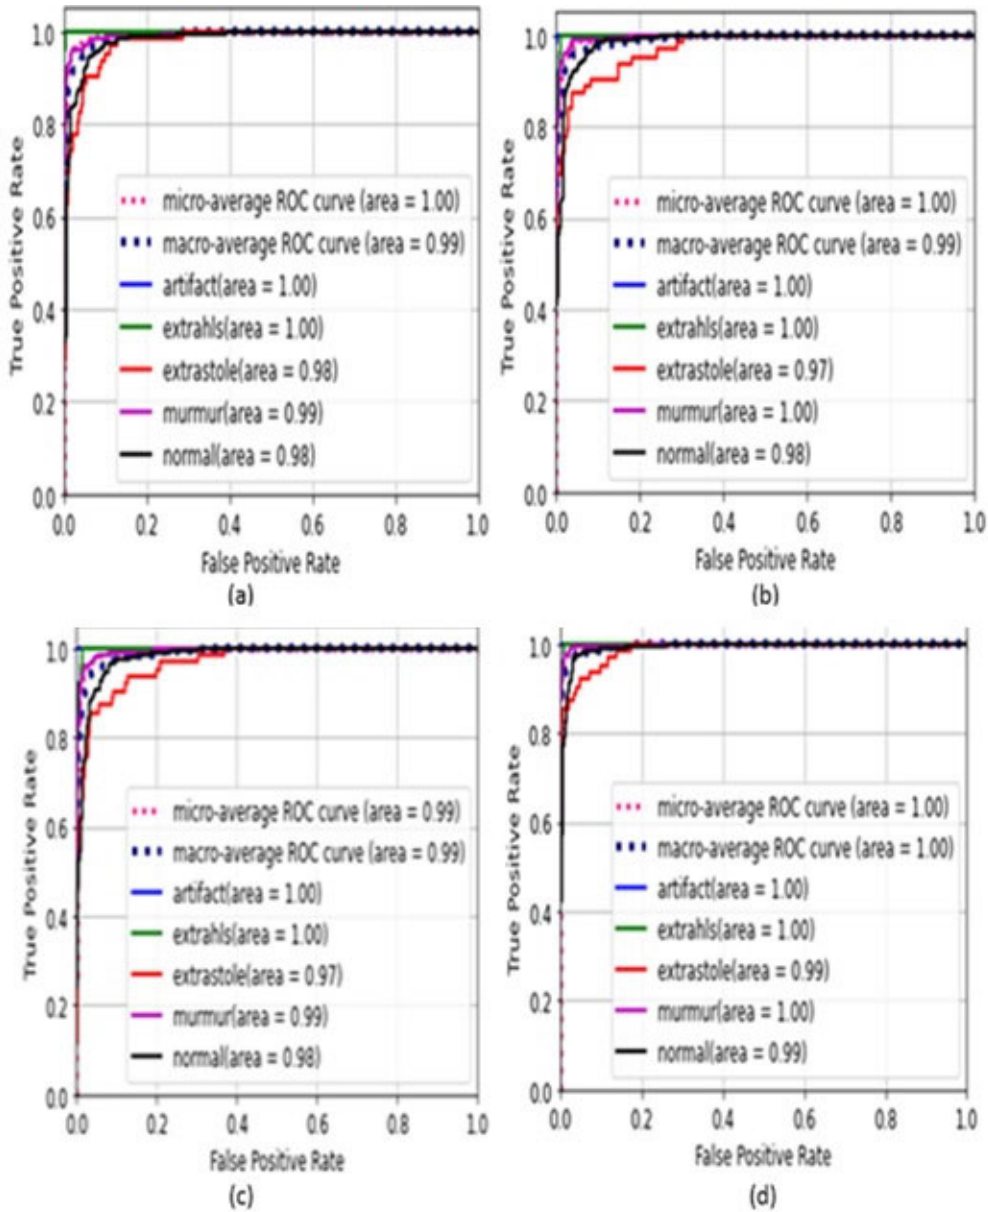 True Positive Rate
1.0
0.8
0.6
0.4
0.2
0.0
micro-average ROC curve (area = 1.00)
macro-average ROC curve (area = 0.99)
artifact(area = 1.00)
extrahls(area = 1.00)
extrastole(area = 0.98)
murmur(area = 0.99)
normal(area = 0.98)
0.0 0.2 0.4 0.6 0.8 1.0
False Positive Rate
(a)
True Positive Rate
1.0
0.8
0.6
0.4
0.2
0.0
micro-average ROC curve (area = 1.00)
macro-average ROC curve (area = 0.99)
artifact(area = 1.00)
extrahls(area = 1.00)
extrastole(area = 0.97)
murmur(area = 1.00)
normal(area = 0.98)
0.0 0.2 0.4 0.6 0.8 1.0
False Positive Rate
(b)
True Positive Rate
1.0
0.8
0.6
0.4
0.2
0.0
micro-average ROC curve (area = 0.99)
macro-average ROC curve (area = 0.99)
artifact(area = 1.00)
extrahls(area = 1.00)
extrastole(area = 0.97)
murmur(area = 0.99)
normal(area = 0.98)
0.0 0.2 0.4 0.6 0.8 1.0
False Positive Rate
(c)
True Positive Rate
1.0
0.8
0.6
0.4
0.2
0.0
micro-average ROC curve (area = 1.00)
macro-average ROC curve (area = 1.00)
artifact(area = 1.00)
extrahls(area = 1.00)
extrastole(area = 0.99)
murmur(area = 1.00)
normal(area = 0.99)
0.0 0.2 0.4 0.6 0.8 1.0
False Positive Rate
(d)